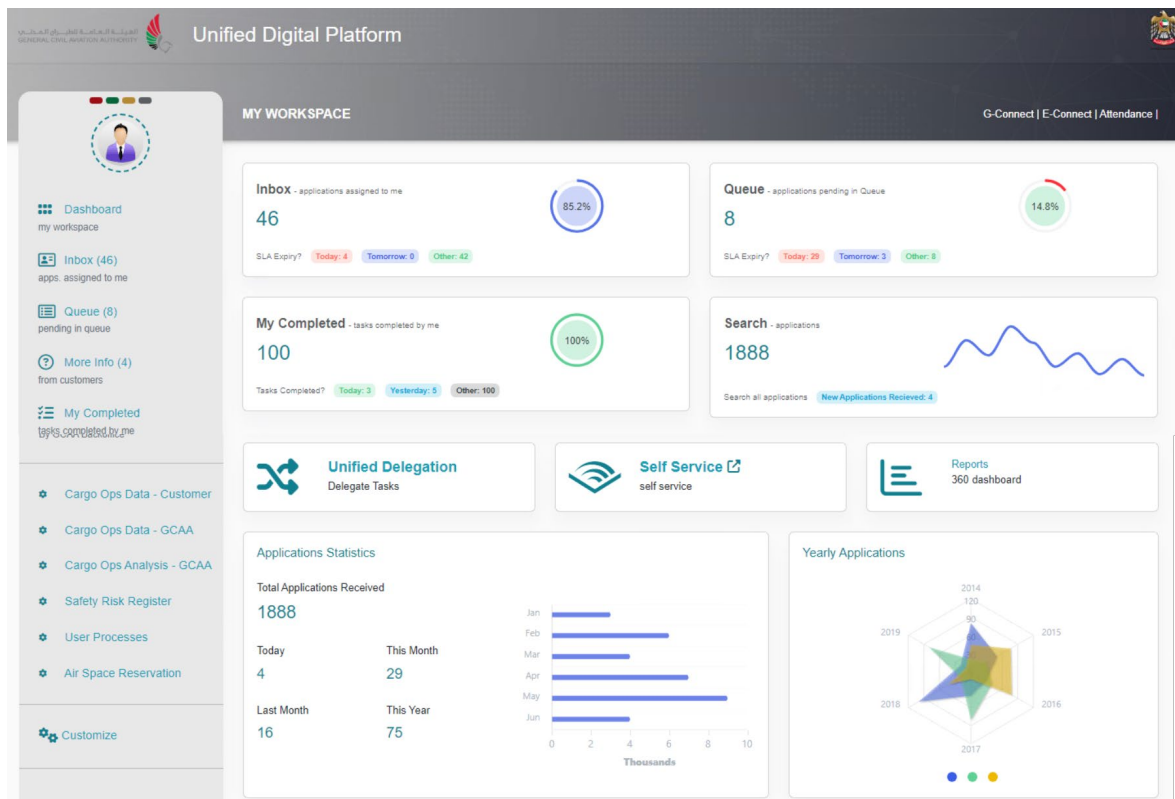 الهيئــة العـامـة للطيــران المـدنـي
GENERAL CIVIL AVIATION AUTHORITY
Unified Digital Platform
MY WORKSPACE
G-Connect | E-Connect | Attendance |
Dashboard
my workspace
Inbox (46)
apps. assigned to me
Queue (8)
pending in queue
More Info (4)
from customers
My Completed
tasks completed by me
Cargo Ops Data - Customer
Cargo Ops Data - GCAA
Cargo Ops Analysis - GCAA
Safety Risk Register
User Processes
Air Space Reservation
Customize
Inbox - applications assigned to me
46
85.2%
SLA Expiry? Today: 4 Tomorrow: 0 Other: 42
Queue - applications pending in Queue
8
14.8%
SLA Expiry? Today: 29 Tomorrow: 3 Other: 8
My Completed - tasks completed by me
100
100%
Tasks Completed? Today: 3 Yesterday: 5 Other: 100
Search - applications
1888
Search all applications New Applications Recieved: 4
Unified Delegation
Delegate Tasks
Self Service
self service
Reports
360 dashboard
Applications Statistics
Total Applications Received
1888
Today This Month
4 29
Last Month This Year
16 75
Jan
Feb
Mar
Apr
May
Jun
0 2 4 6 8 10
Thousands
Yearly Applications
2014
120
90
60
2019 2015
2018 2016
2017